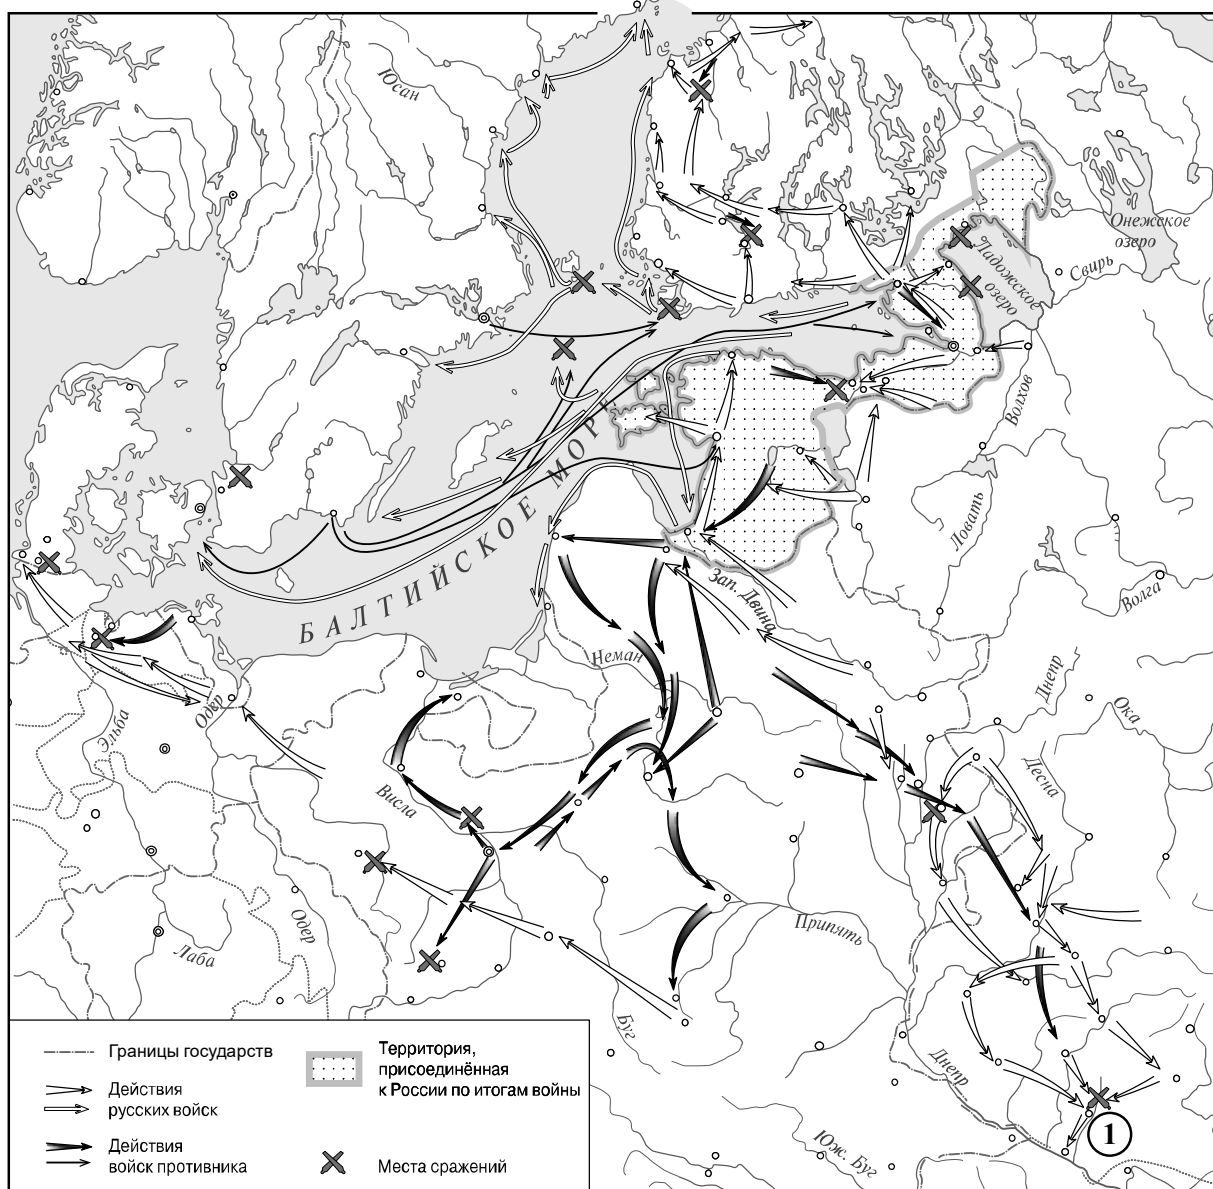 Юсан
Онежское
озеро
Свирь
Ладожское
озеро
Волхов
БАЛТИЙСКОЕ МОРЕ
Ловать
Зап. Двина
Волга
Неман
Днепр
Ока
Одер
Эльба
Десна
Висла
Одер
Лаба
Припять
Буг
Днепр
1
Юж. Буг
Границы государств
Действия
русских войск
Действия
войск противника
Территория,
присоединённая
к России по итогам войны
Места сражений